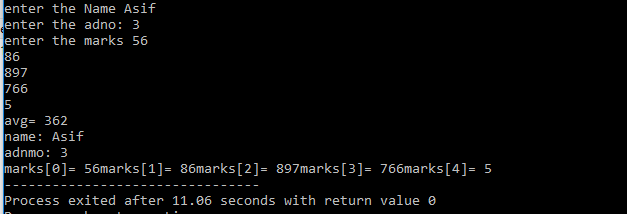 enter the Name Asif
enter the adno: 3
enter the marks 56
86
897
766
5
avg= 362
name: Asif
adnmo: 3
marks[0]= 56marks[1]= 86marks[2]= 897marks[3]= 766marks[4]= 5
--------------------------------
Process exited after 11.06 seconds with return value 0